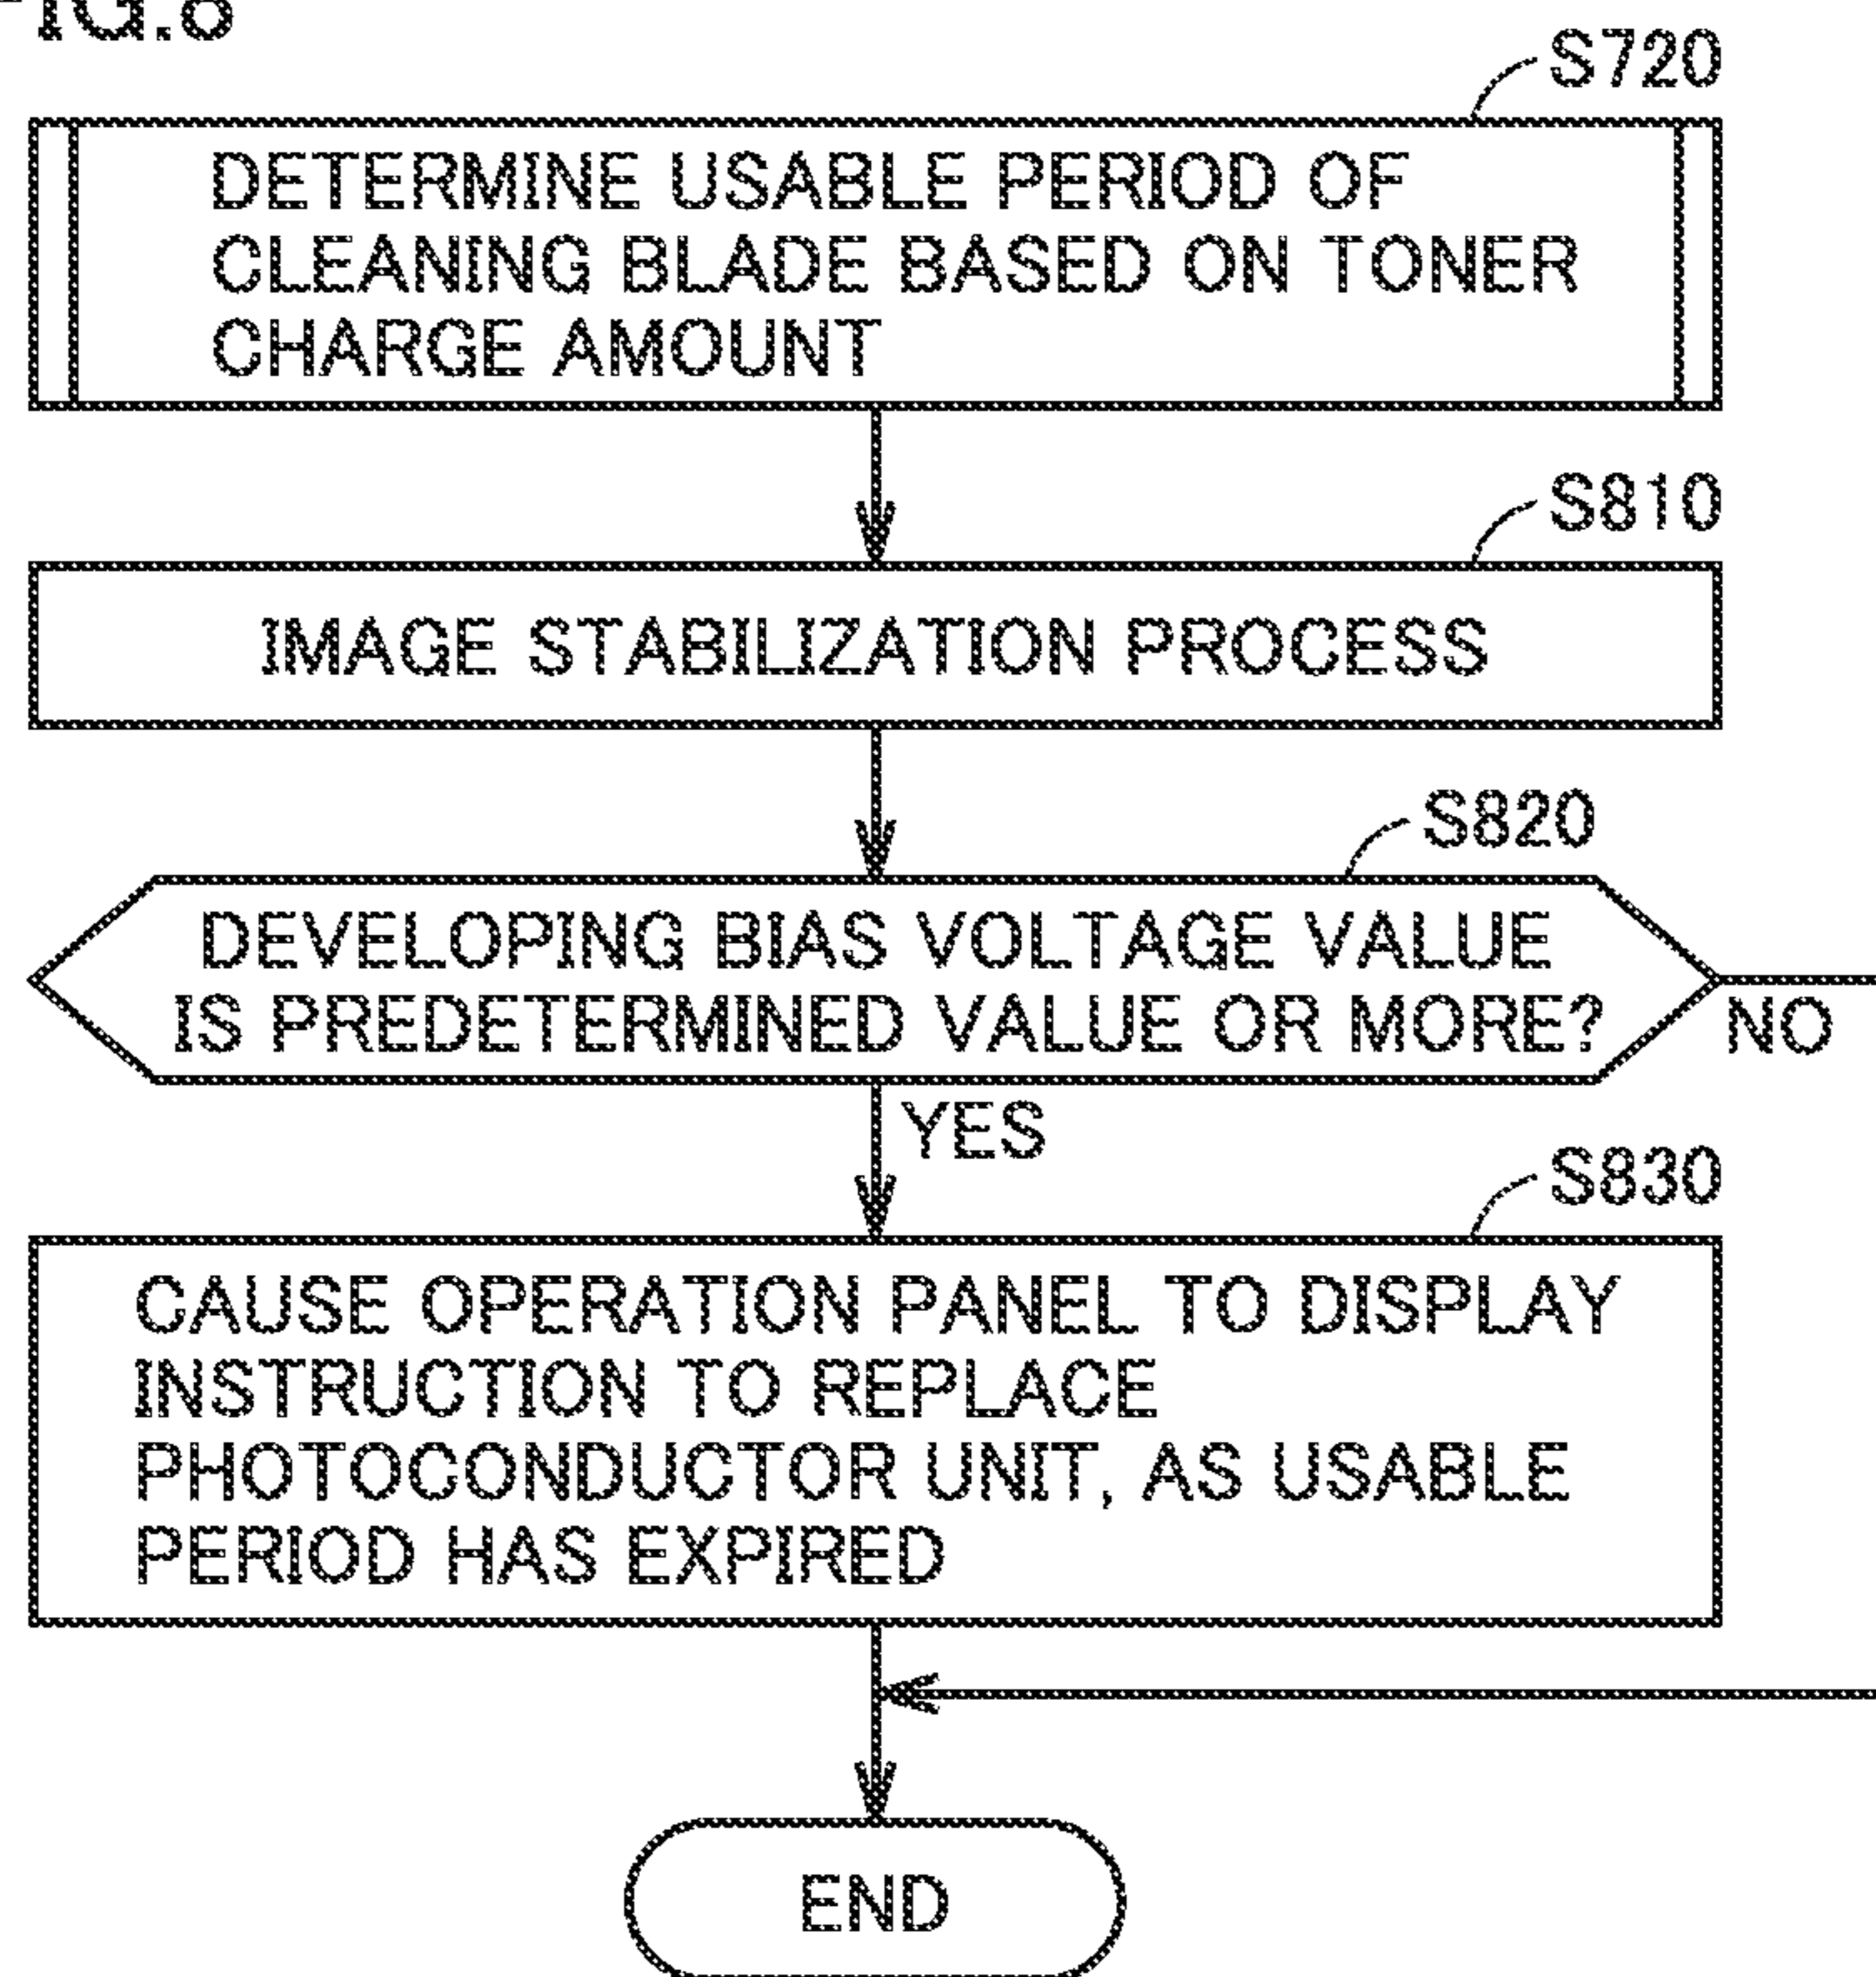 FIG.8
S720
DETERMINE USABLE PERIOD OF
CLEANING BLADE BASED ON TONER
CHARGE AMOUNT
S810
IMAGE STABILIZATION PROCESS
S820
DEVELOPING BIAS VOLTAGE VALUE
IS PREDETERMINED VALUE OR MORE?
NO
YES
S830
CAUSE OPERATION PANEL TO DISPLAY
INSTRUCTION TO REPLACE
PHOTOCONDUCTOR UNIT, AS USABLE
PERIOD HAS EXPIRED
END